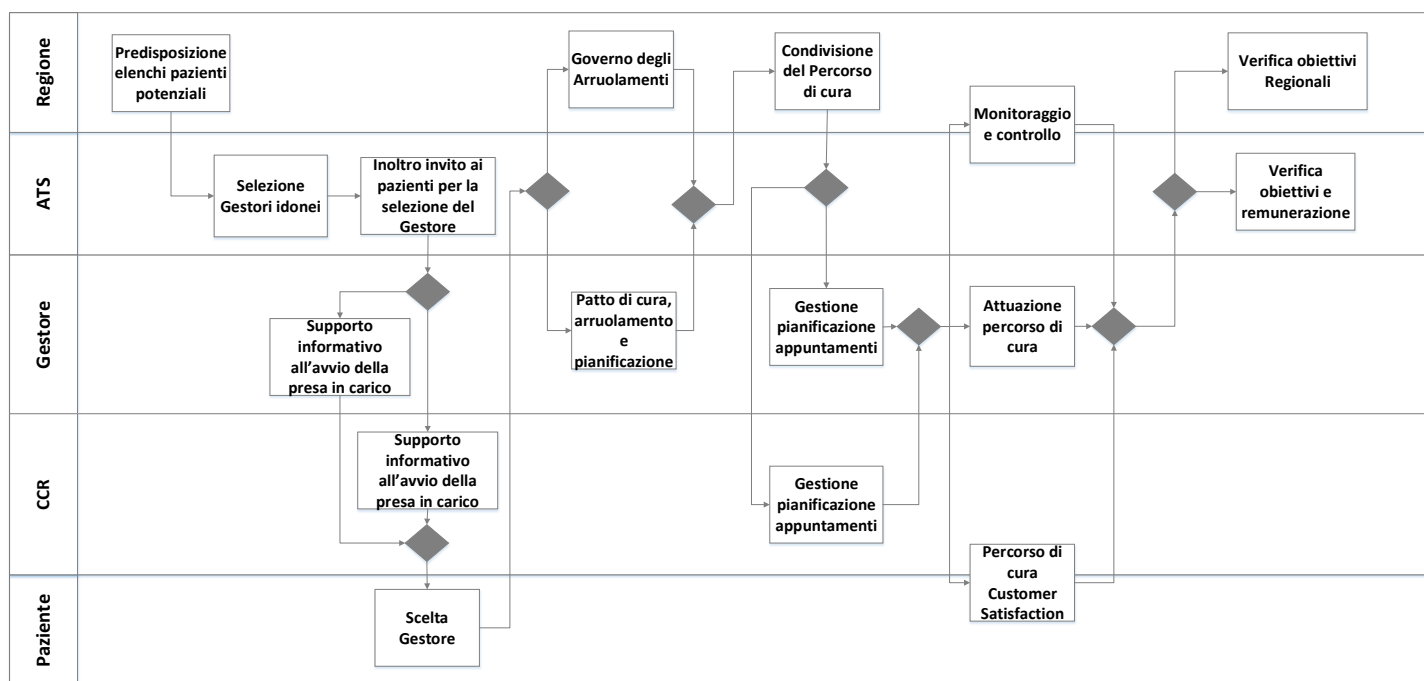 Regione
Predisposizione
elenchi pazienti
potenziali
Governo degli
Arruolamenti
Condivisione
del Percorso
di cura
Monitoraggio
e controllo
Verifica obiettivi
Regionali
ATS
Selezione
Gestori idonei
Inoltro invito ai
pazienti per la
selezione del
Gestore
Verifica
obiettivi e
remunerazione
Gestore
Supporto
informativo
all’avvio della
presa in carico
Patto di cura,
arruolamento
e
pianificazione
Gestione
pianificazione
appuntamenti
Attuazione
percorso di
cura
CCR
Supporto
informativo
all’avvio della
presa in carico
Gestione
pianificazione
appuntamenti
Percorso di
cura
Customer
Satisfaction
Paziente
Scelta
Gestore